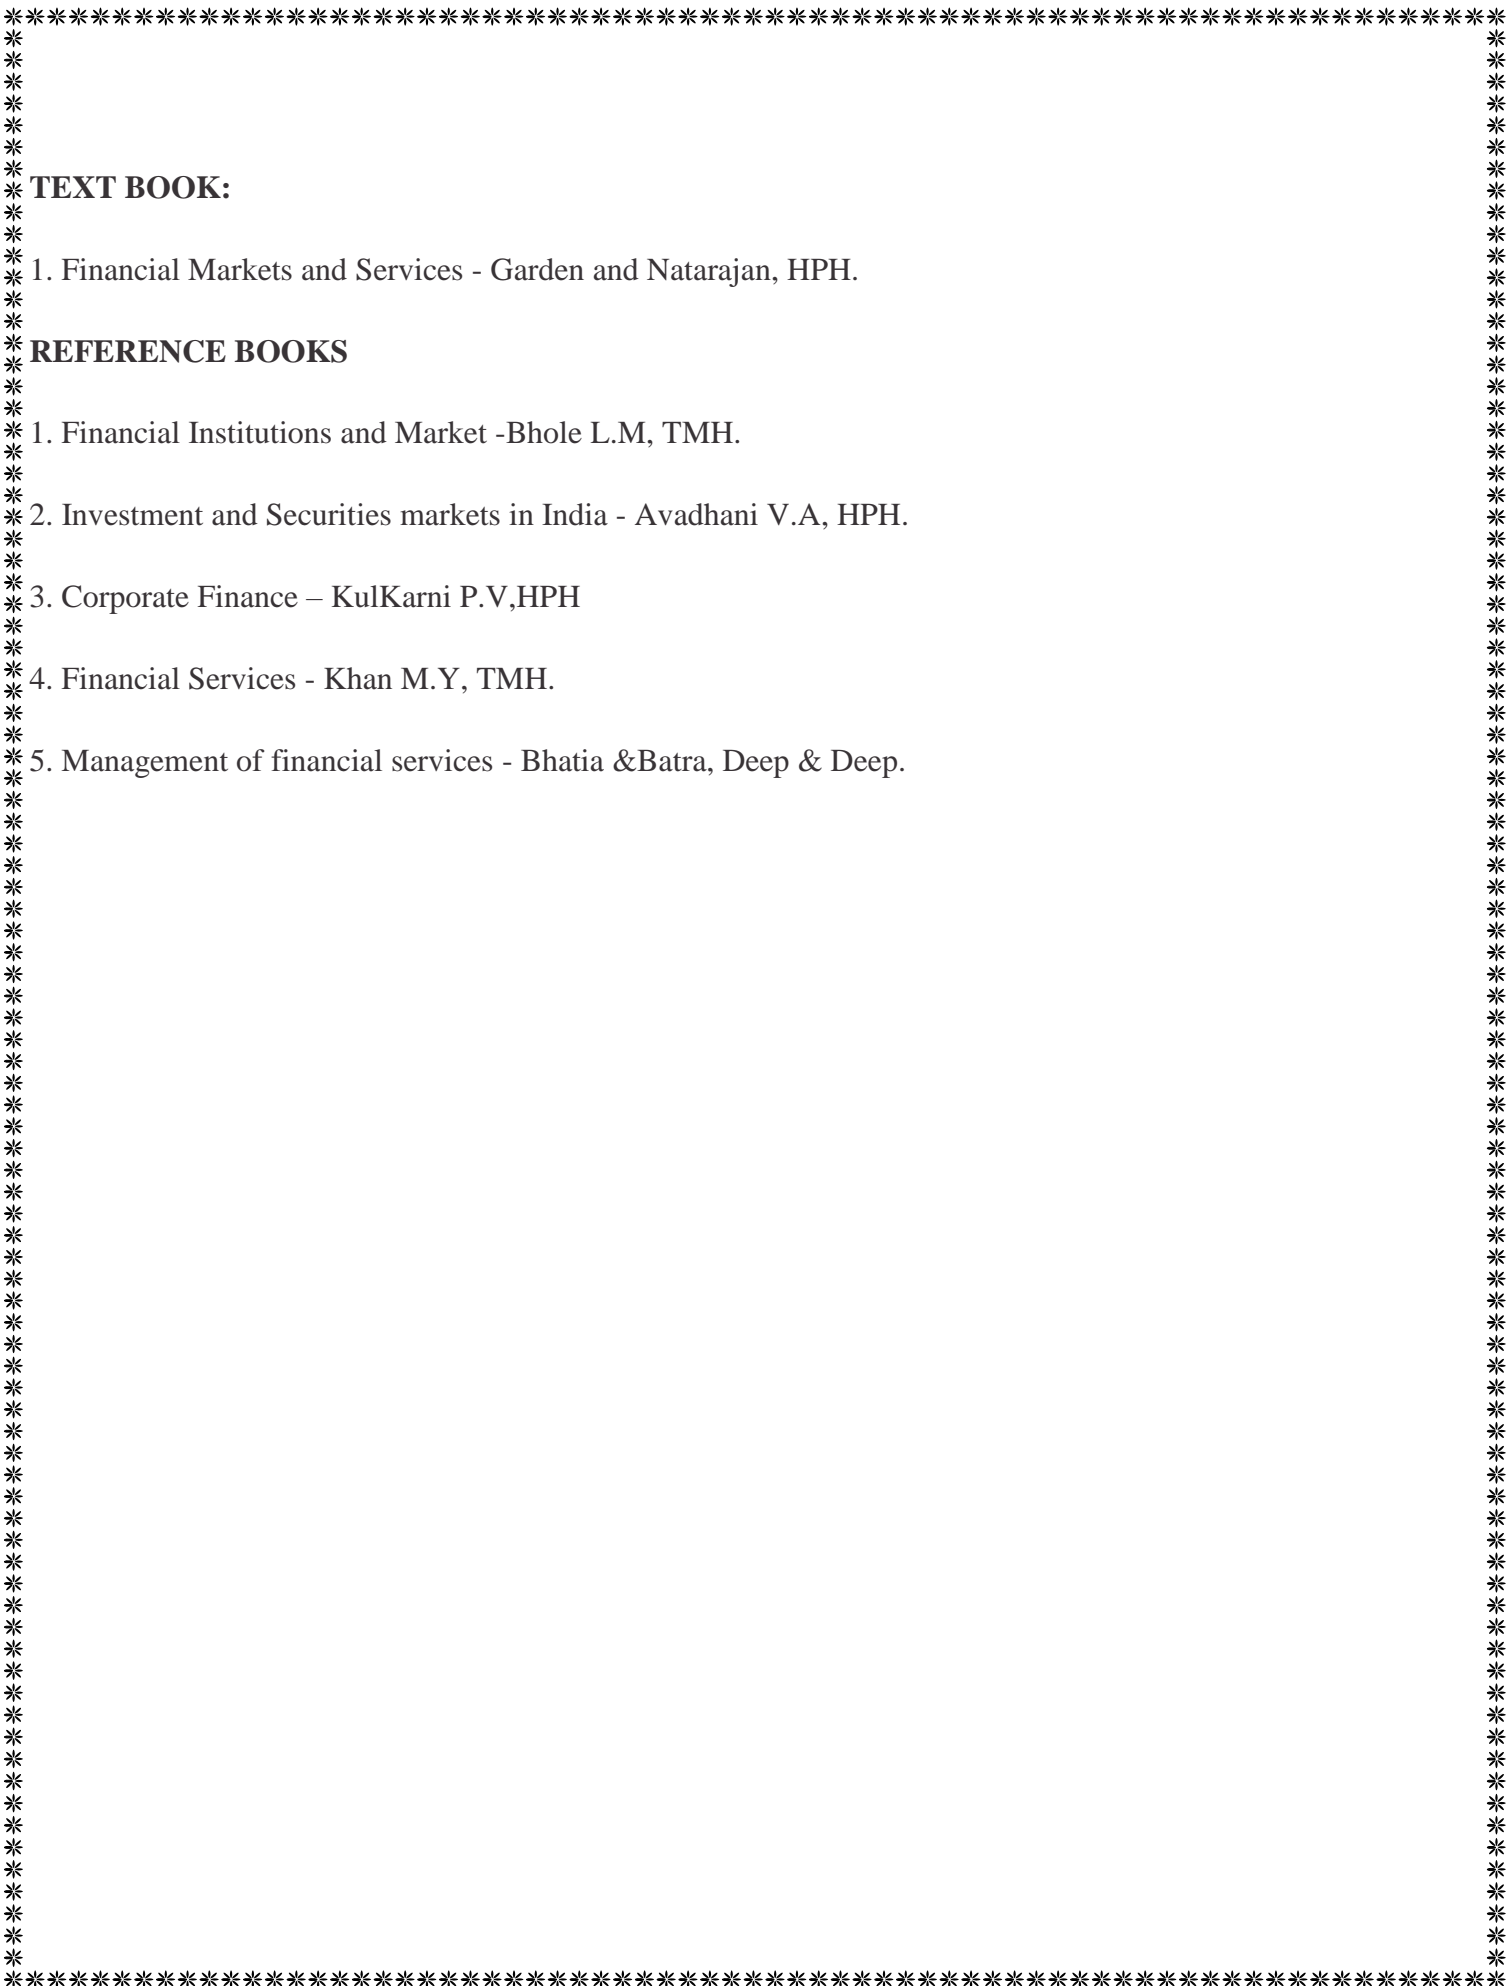 TEXT BOOK:
1. Financial Markets and Services - Garden and Natarajan, HPH.
REFERENCE BOOKS
1. Financial Institutions and Market -Bhole L.M, TMH.
2. Investment and Securities markets in India - Avadhani V.A, HPH.
3. Corporate Finance – KulKarni P.V,HPH
4. Financial Services - Khan M.Y, TMH.
5. Management of financial services - Bhatia &Batra, Deep & Deep.